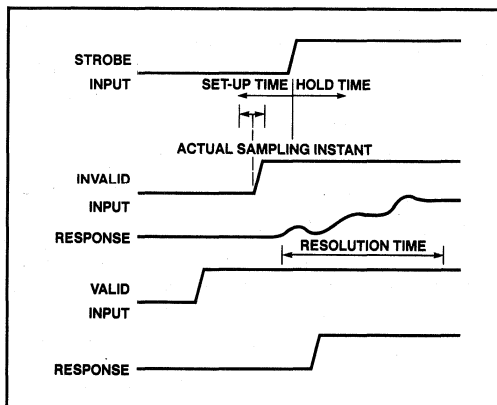 STROBE
INPUT
SET-UP TIME HOLD TIME
ACTUAL SAMPLING INSTANT
INVALID
INPUT
RESPONSE
RESOLUTION TIME
VALID
INPUT
RESPONSE